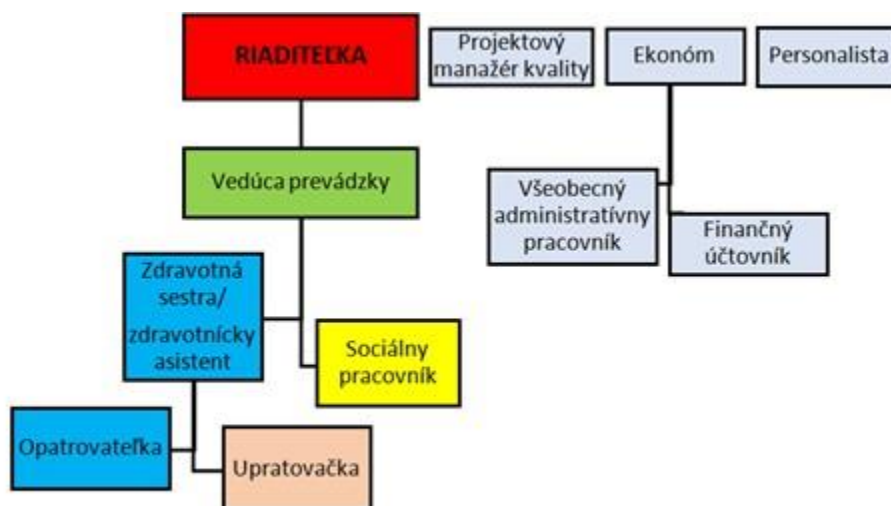 RIADITEĽKA
Projektový
manažér kvality
Ekonóm
Personalista
Vedúca prevádzky
Všeobecný
administratívny
pracovník
Finančný
účtovník
Zdravotná
sestra/
zdravotnícky
asistent
Sociálny
pracovník
Opatrovateľka
Upratovačka